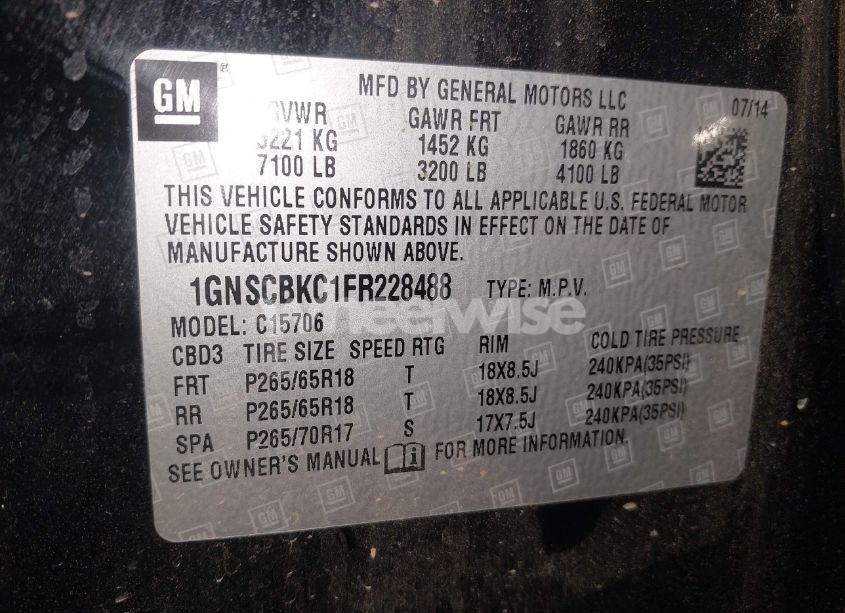 GM
MFD BY GENERAL MOTORS LLC
07/14
GVWR GAWR FRT GAWR RR
3221 KG 1452 KG 1860 KG
7100 LB 3200 LB 4100 LB
THIS VEHICLE CONFORMS TO ALL APPLICABLE U.S. FEDERAL MOTOR
VEHICLE SAFETY STANDARDS IN EFFECT ON THE DATE OF
MANUFACTURE SHOWN ABOVE.
1GNSCBKC1FR228488 TYPE: M.P.V.
MODEL: C15706
CBD3 TIRE SIZE SPEED RTG RIM COLD TIRE PRESSURE
FRT P265/65R18 T 18X8.5J 240KPA(35PSI)
RR P265/65R18 T 18X8.5J 240KPA(35PSI)
SPA P265/70R17 S 17X7.5J 240KPA(35PSI)
SEE OWNER'S MANUAL FOR MORE INFORMATION.